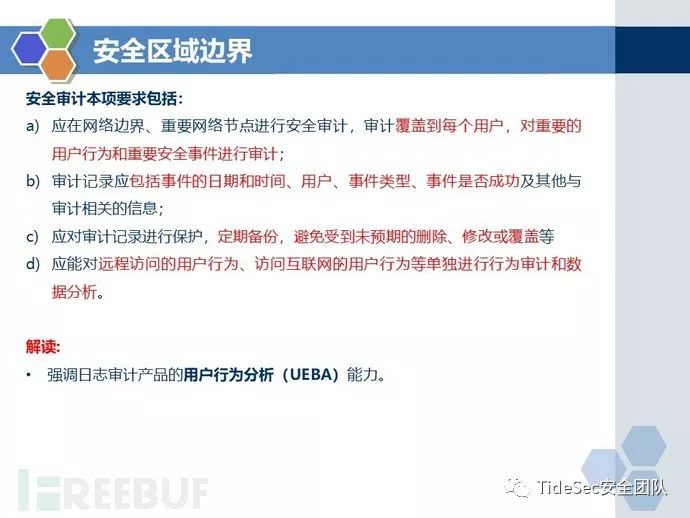 安全区域边界
安全审计本项要求包括：
a) 应在网络边界、重要网络节点进行安全审计，审计覆盖到每个用户，对重要的
用户行为和重要安全事件进行审计；
b) 审计记录应包括事件的日期和时间、用户、事件类型、事件是否成功及其他与
审计相关的信息；
c) 应对审计记录进行保护，定期备份，避免受到未预期的删除、修改或覆盖等
d) 应能对远程访问的用户行为、访问互联网的用户行为等单独进行行为审计和数
据分析。
解读:
• 强调日志审计产品的用户行为分析（UEBA）能力。
FREEBUF
TideSec安全团队